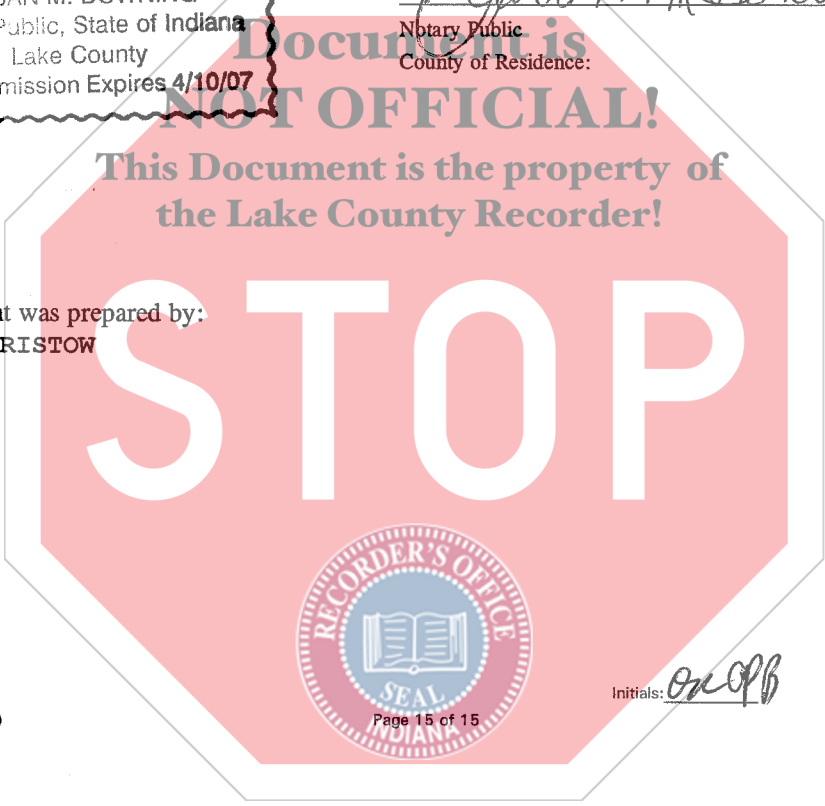 Public, State of Indiana
Lake County
mission Expires 4/10/07
Notary Public
County of Residence:
Document is
NOT OFFICIAL!
This Document is the property of
the Lake County Recorder!
t was prepared by:
RISTOW
STOP
RECORDER'S OFFICE
SEAL
INDIANA
Initials:
Page 15 of 15